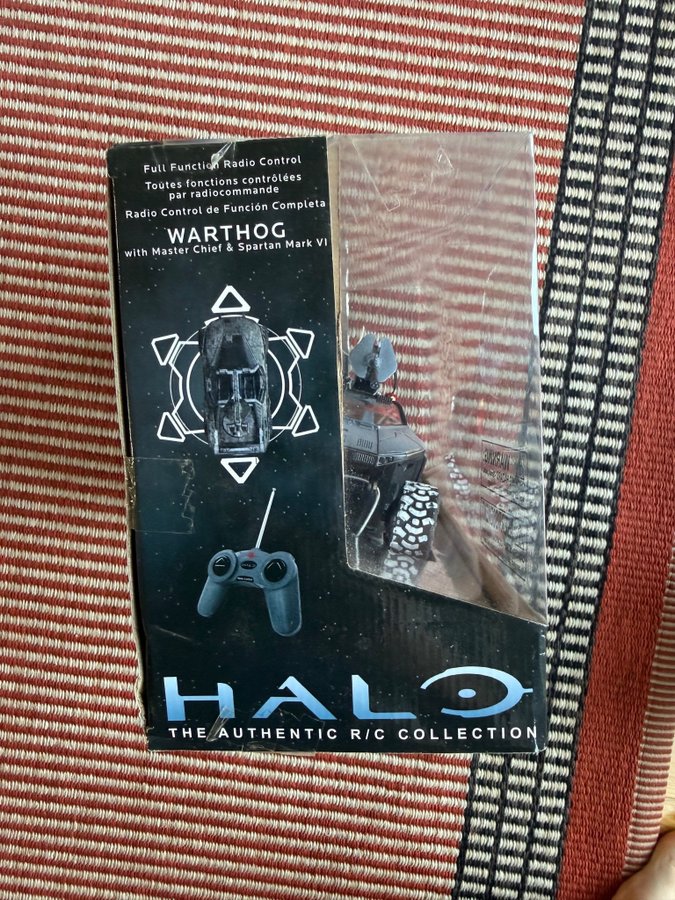 Full Function Radio Control
Toutes fonctions contrôlées
par radiocommande
Radio Control de Función Completa
WARTHOG
with Master Chief & Spartan Mark VI
HALO
THE AUTHENTIC R/C COLLECTION